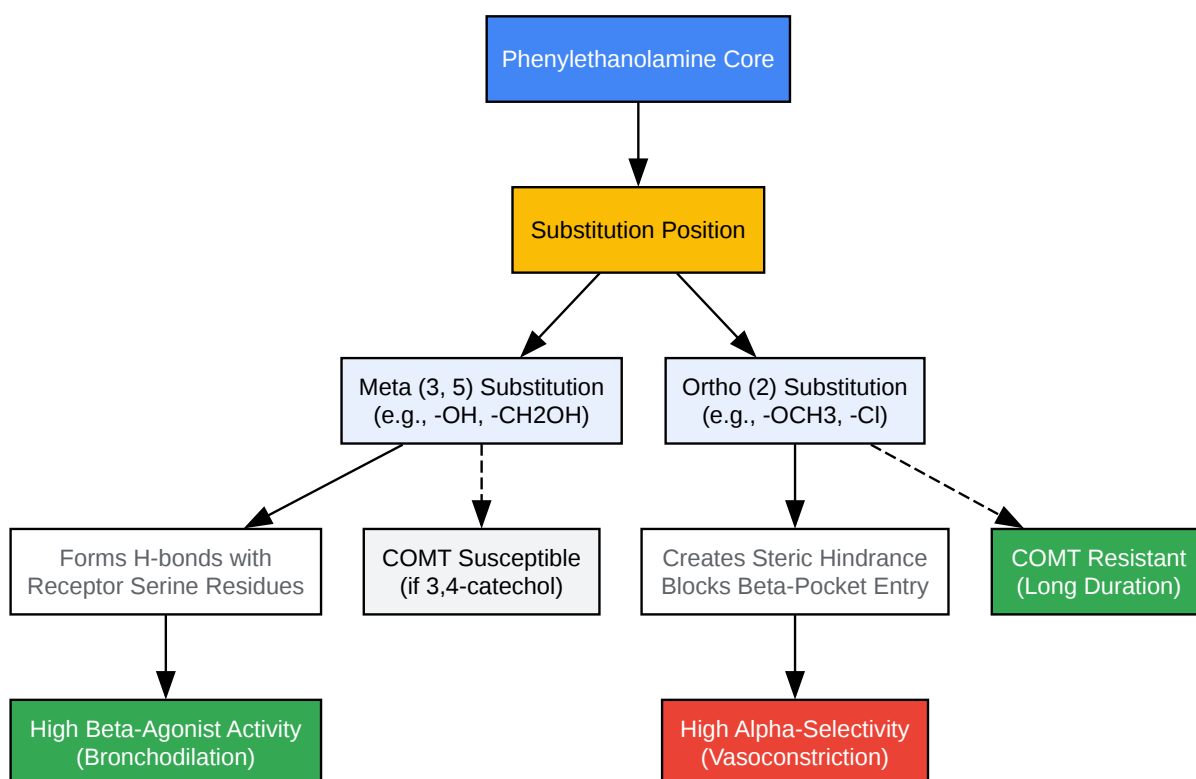 Phenylethanolamine Core
Substitution Position
Meta (3, 5) Substitution
(e.g., -OH, -CH2OH)
Ortho (2) Substitution
(e.g., -OCH3, -Cl)
Forms H-bonds with
Receptor Serine Residues
COMT Susceptible
(if 3,4-catechol)
Creates Steric Hindrance
Blocks Beta-Pocket Entry
COMT Resistant
(Long Duration)
High Beta-Agonist Activity
(Bronchodilation)
High Alpha-Selectivity
(Vasoconstriction)